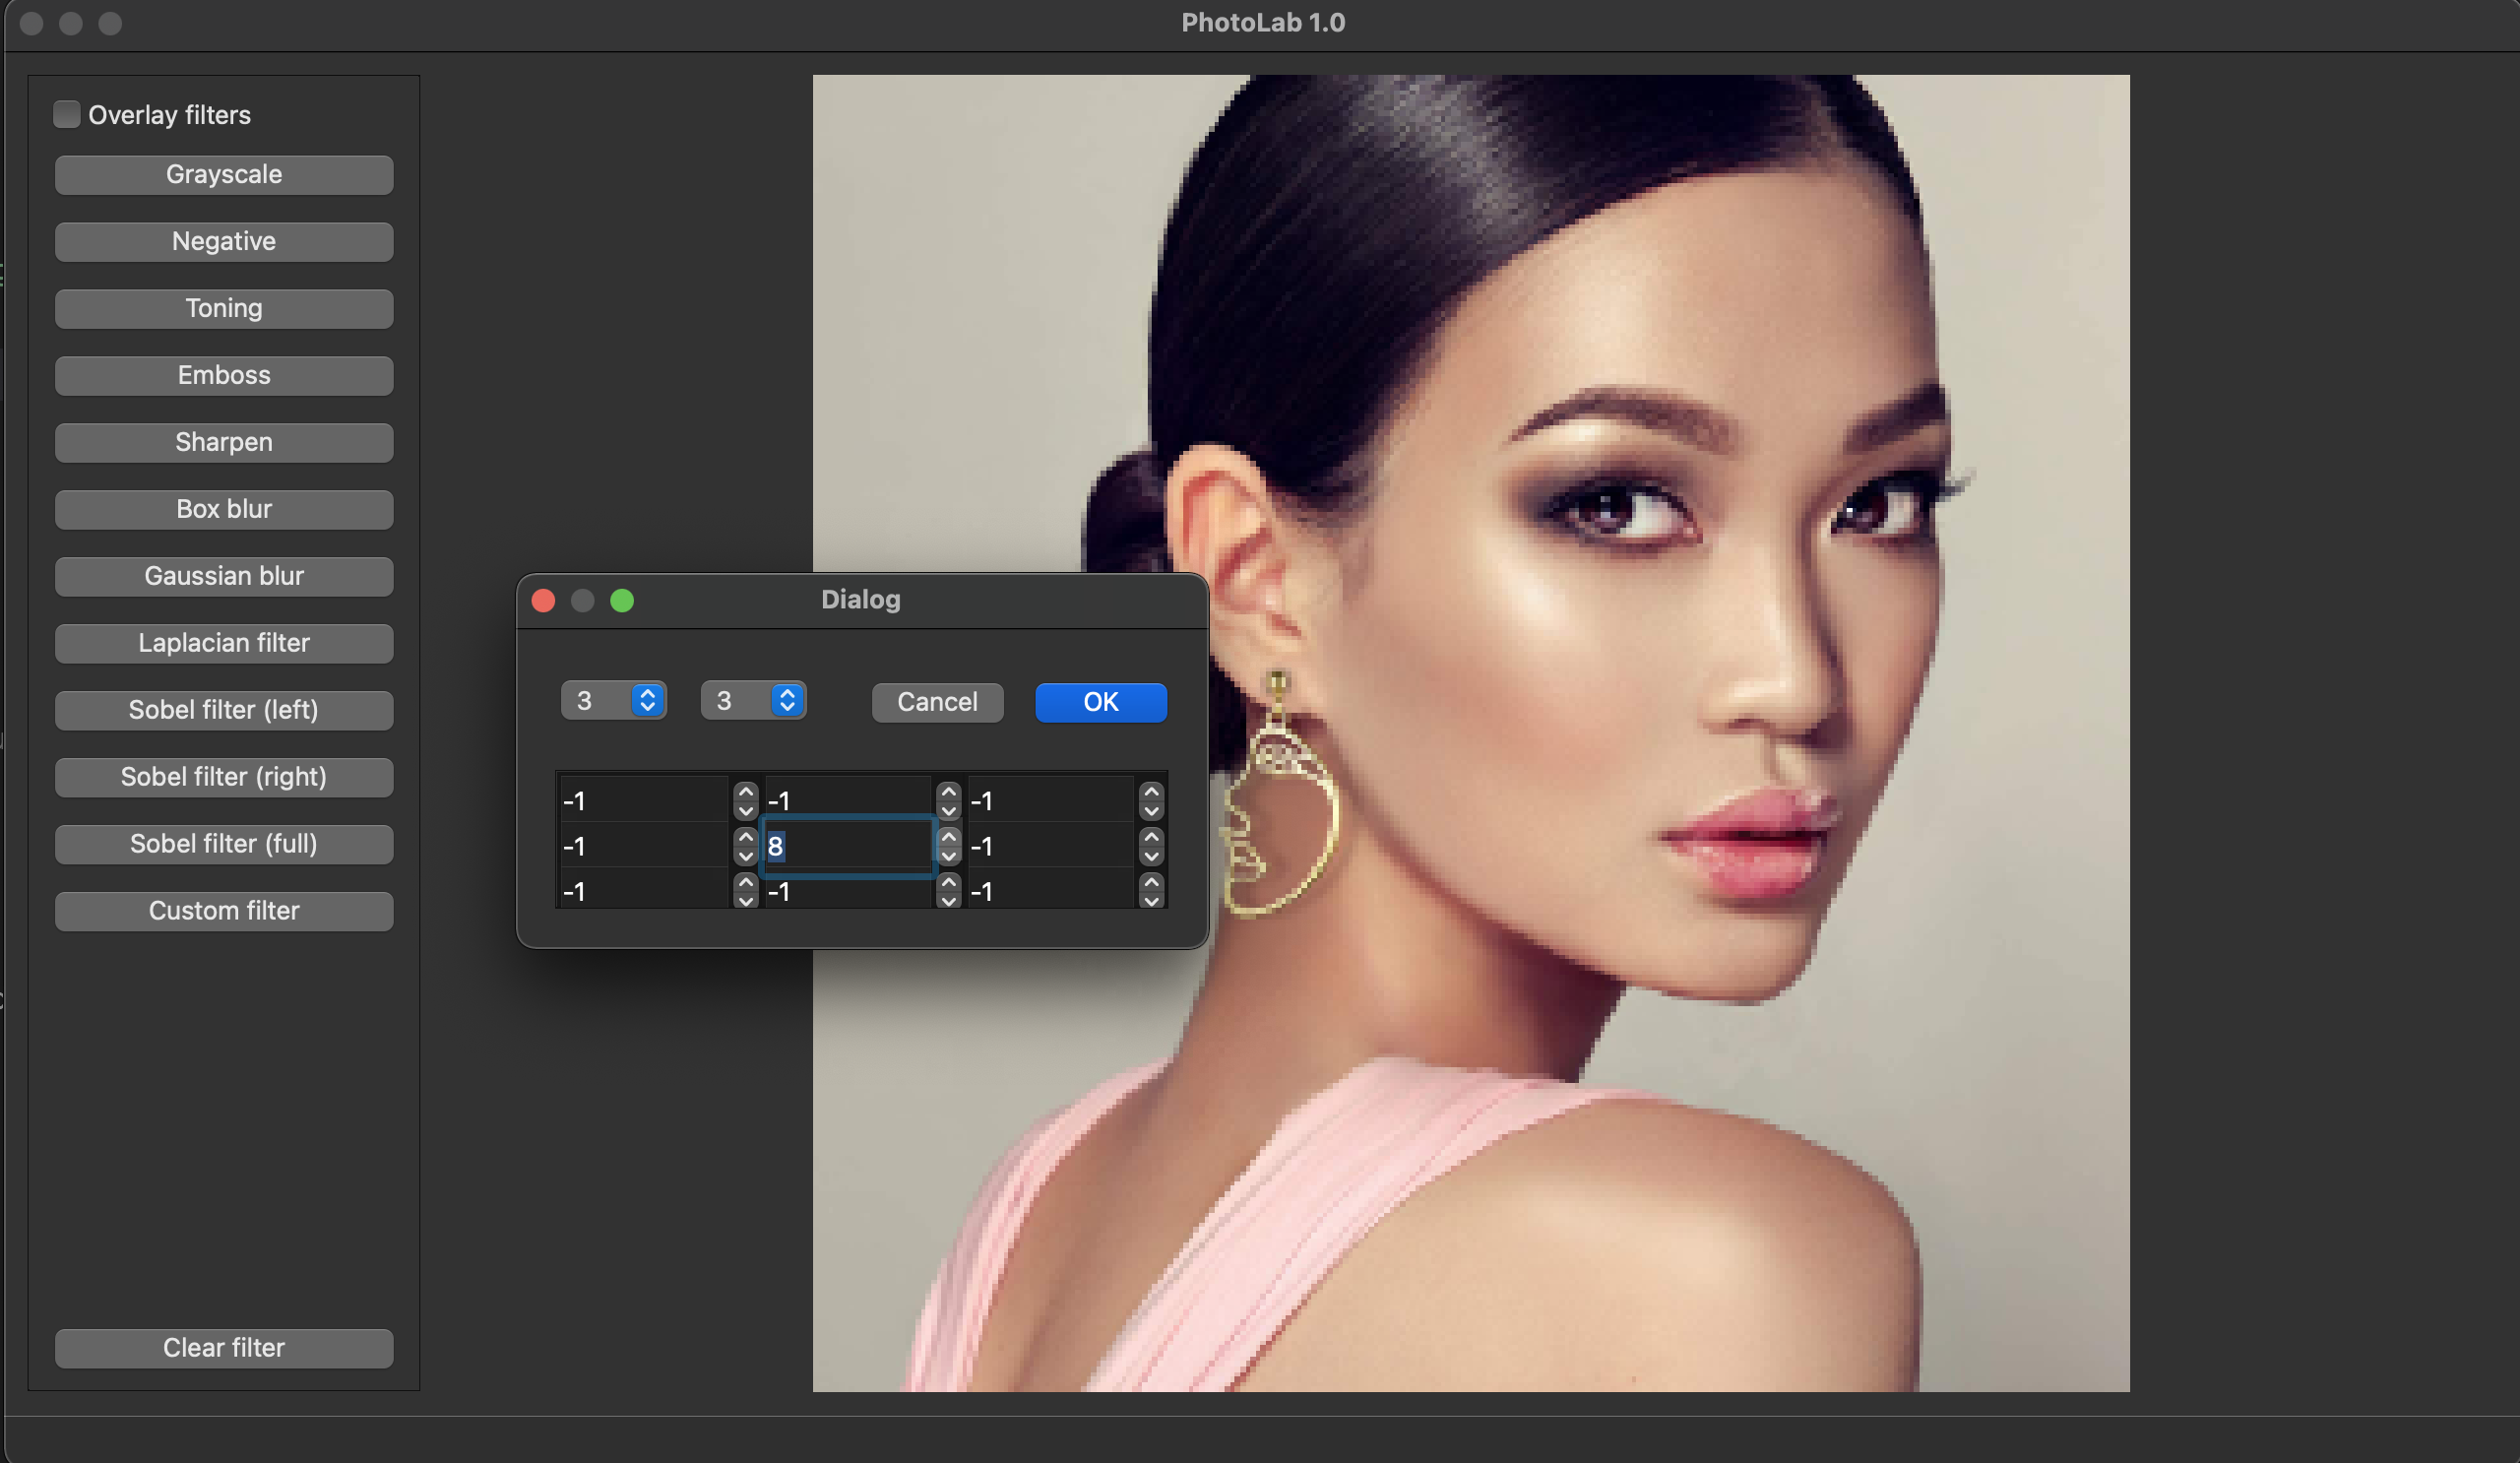 PhotoLab 1.0
Overlay filters
Grayscale
Negative
Toning
Emboss
Sharpen
Box blur
Gaussian blur
Laplacian filter
Sobel filter (left)
Sobel filter (right)
Sobel filter (full)
Custom filter
Clear filter
Dialog
3 3 Cancel OK
-1 -1 -1
-1 8 -1
-1 -1 -1